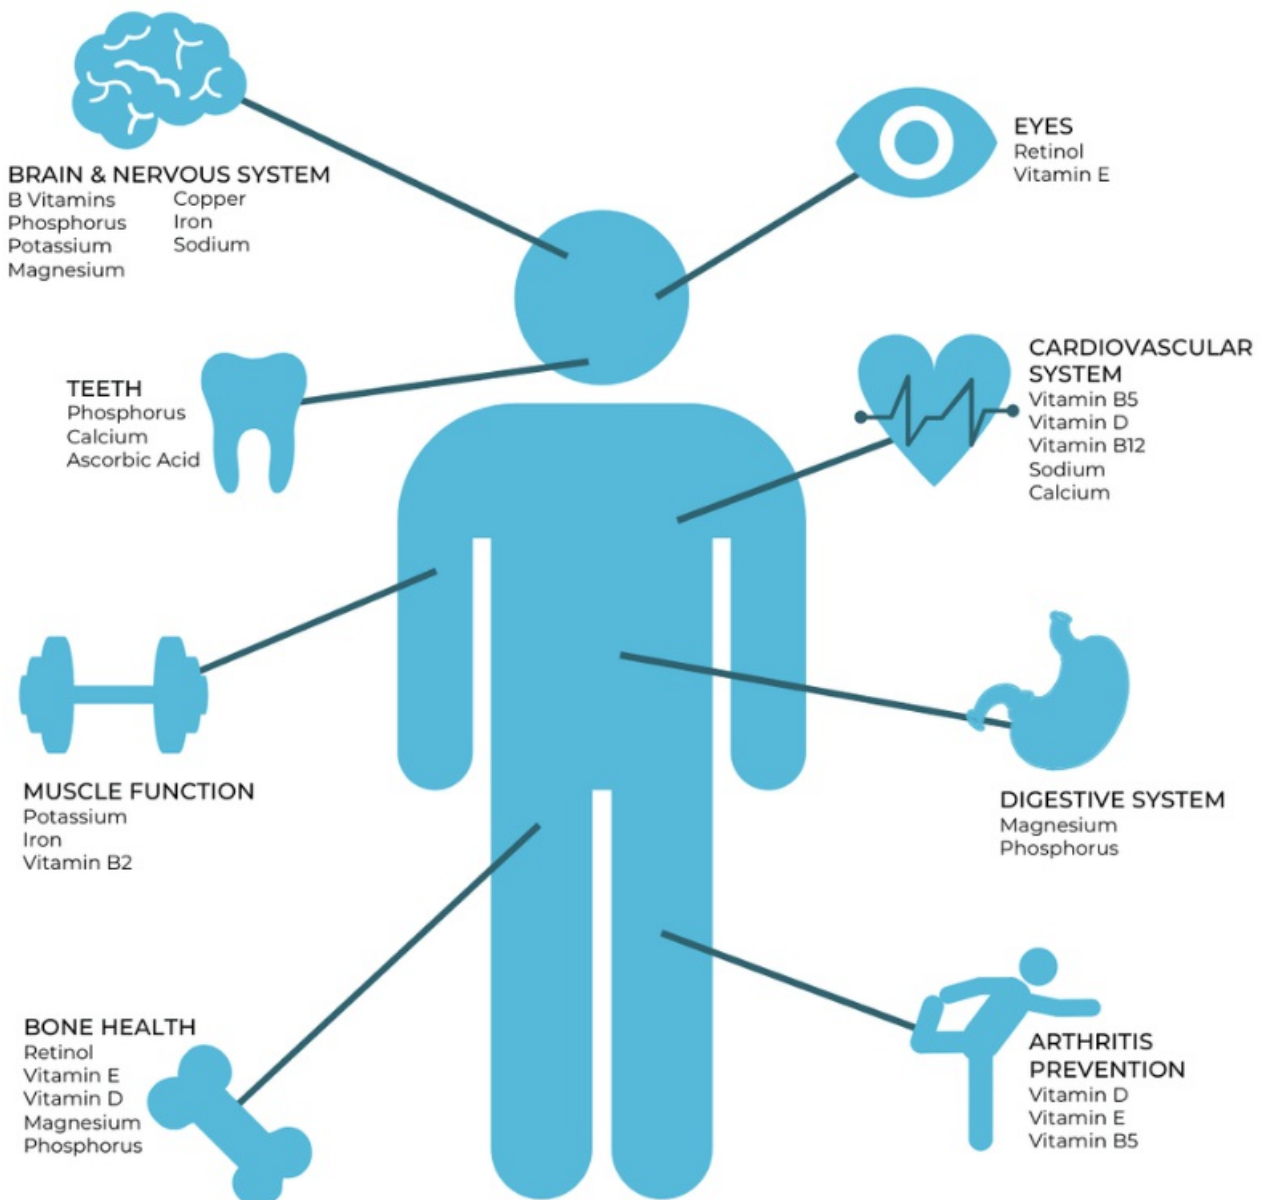 BRAIN & NERVOUS SYSTEM
B Vitamins
Phosphorus
Potassium
Magnesium
Copper
Iron
Sodium
EYES
Retinol
Vitamin E
TEETH
Phosphorus
Calcium
Ascorbic Acid
CARDIOVASCULAR
SYSTEM
Vitamin B5
Vitamin D
Vitamin B12
Sodium
Calcium
MUSCLE FUNCTION
Potassium
Iron
Vitamin B2
DIGESTIVE SYSTEM
Magnesium
Phosphorus
BONE HEALTH
Retinol
Vitamin E
Vitamin D
Magnesium
Phosphorus
ARTHRITIS
PREVENTION
Vitamin D
Vitamin E
Vitamin B5